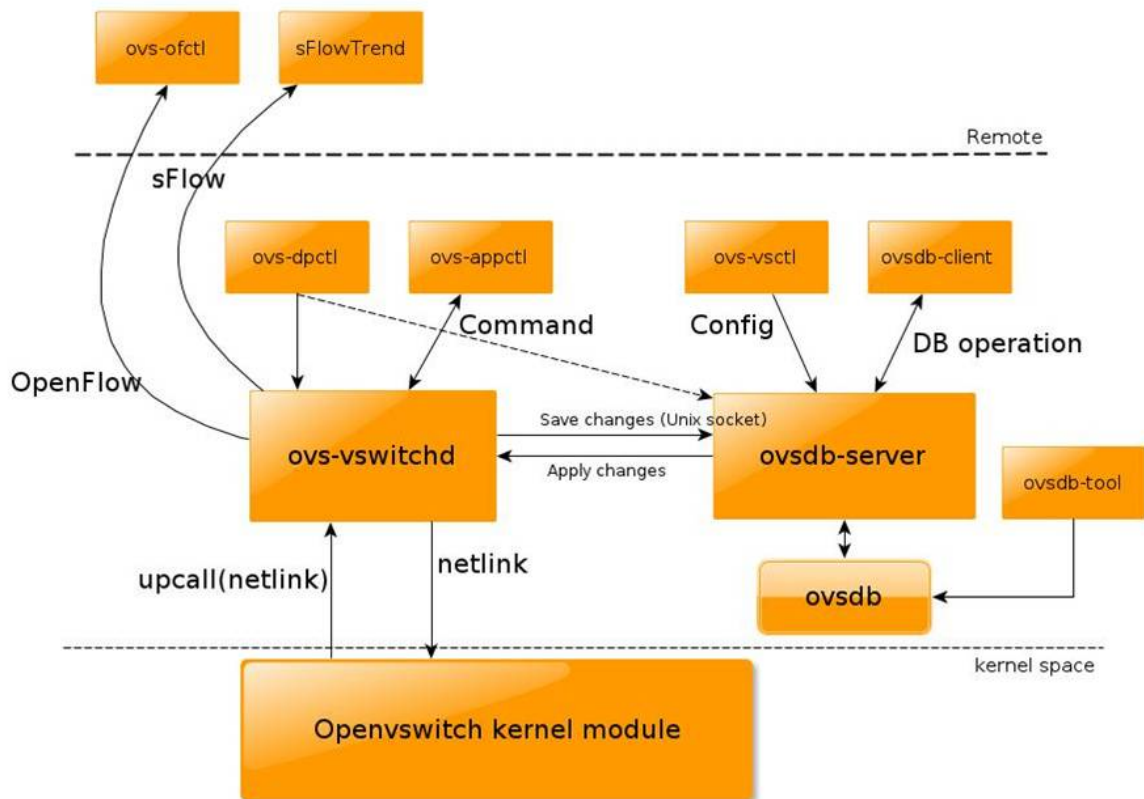 ovs-ofctl
sFlowTrend
Remote
sFlow
ovs-dpctl
ovs-appctl
ovs-vsctl
ovsdb-client
Command
Config
DB operation
OpenFlow
Save changes (Unix socket)
ovs-vswitchd
ovsdb-server
Apply changes
ovsdb-tool
netlink
upcall(netlink)
ovsdb
kernel space
Openvswitch kernel module